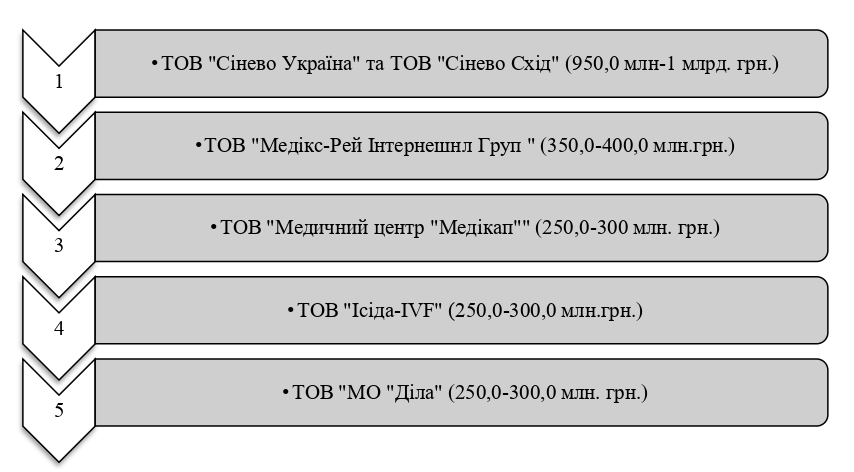 1
•ТОВ "Сінево Україна" та ТОВ "Сінево Схід" (950,0 млн-1 млрд. грн.)
2
•ТОВ "Медікс-Рей Інтернешнл Груп " (350,0-400,0 млн.грн.)
3
•ТОВ "Медичний центр "Медікап"" (250,0-300 млн. грн.)
4
•ТОВ "Ісіда-IVF" (250,0-300,0 млн.грн.)
5
•ТОВ "МО "Діла" (250,0-300,0 млн. грн.)